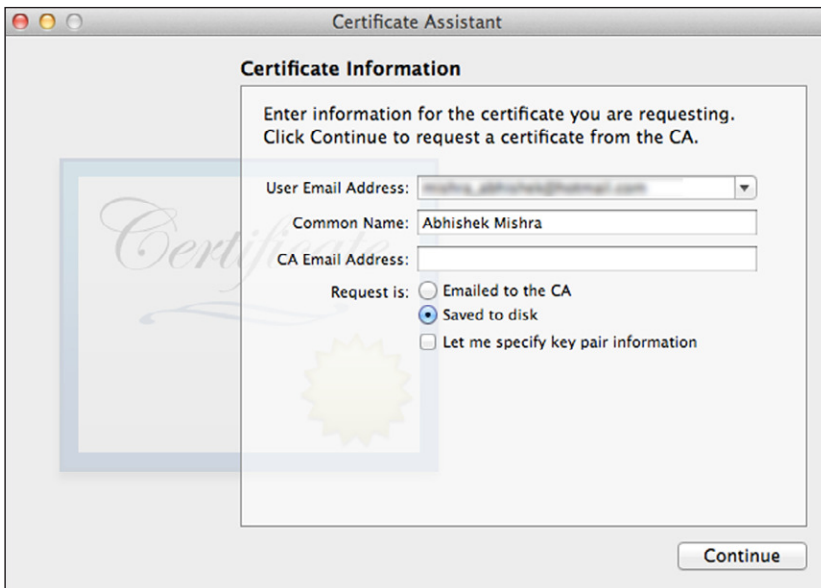 Certificate Assistant
Certificate Information
Enter information for the certificate you are requesting.
Click Continue to request a certificate from the CA.
User Email Address:
Common Name: Abhishek Mishra
CA Email Address:
Request is: Emailed to the CA
Saved to disk
Let me specify key pair information
Certificate
Continue